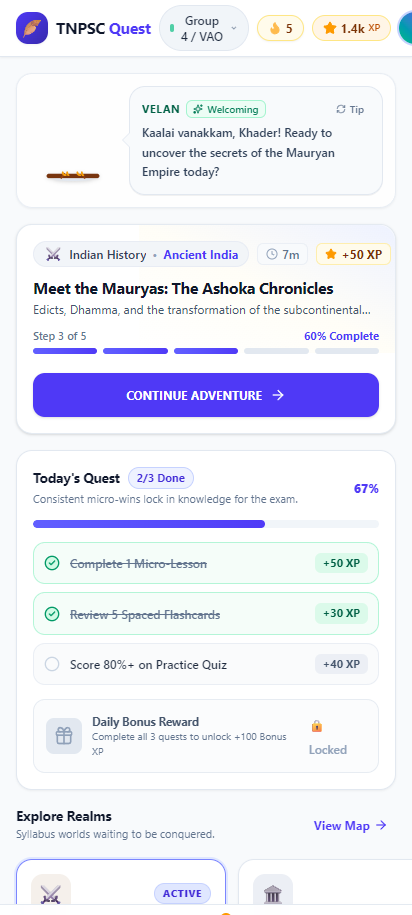 TNPSC Quest
Group
4 / VAO
5
1.4k XP
VELAN
Welcoming
Tip
Kaalai vanakkam, Khader! Ready to
uncover the secrets of the Mauryan
Empire today?
Indian History • Ancient India
7m
+50 XP
Meet the Mauryas: The Ashoka Chronicles
Edicts, Dhamma, and the transformation of the subcontinental...
Step 3 of 5
60% Complete
CONTINUE ADVENTURE →
Today's Quest
2/3 Done
67%
Consistent micro-wins lock in knowledge for the exam.
Complete 1 Micro-Lesson
+50 XP
Review 5 Spaced Flashcards
+30 XP
Score 80%+ on Practice Quiz
+40 XP
Daily Bonus Reward
Complete all 3 quests to unlock +100 Bonus
XP
Locked
Explore Realms
Syllabus worlds waiting to be conquered.
View Map →
ACTIVE